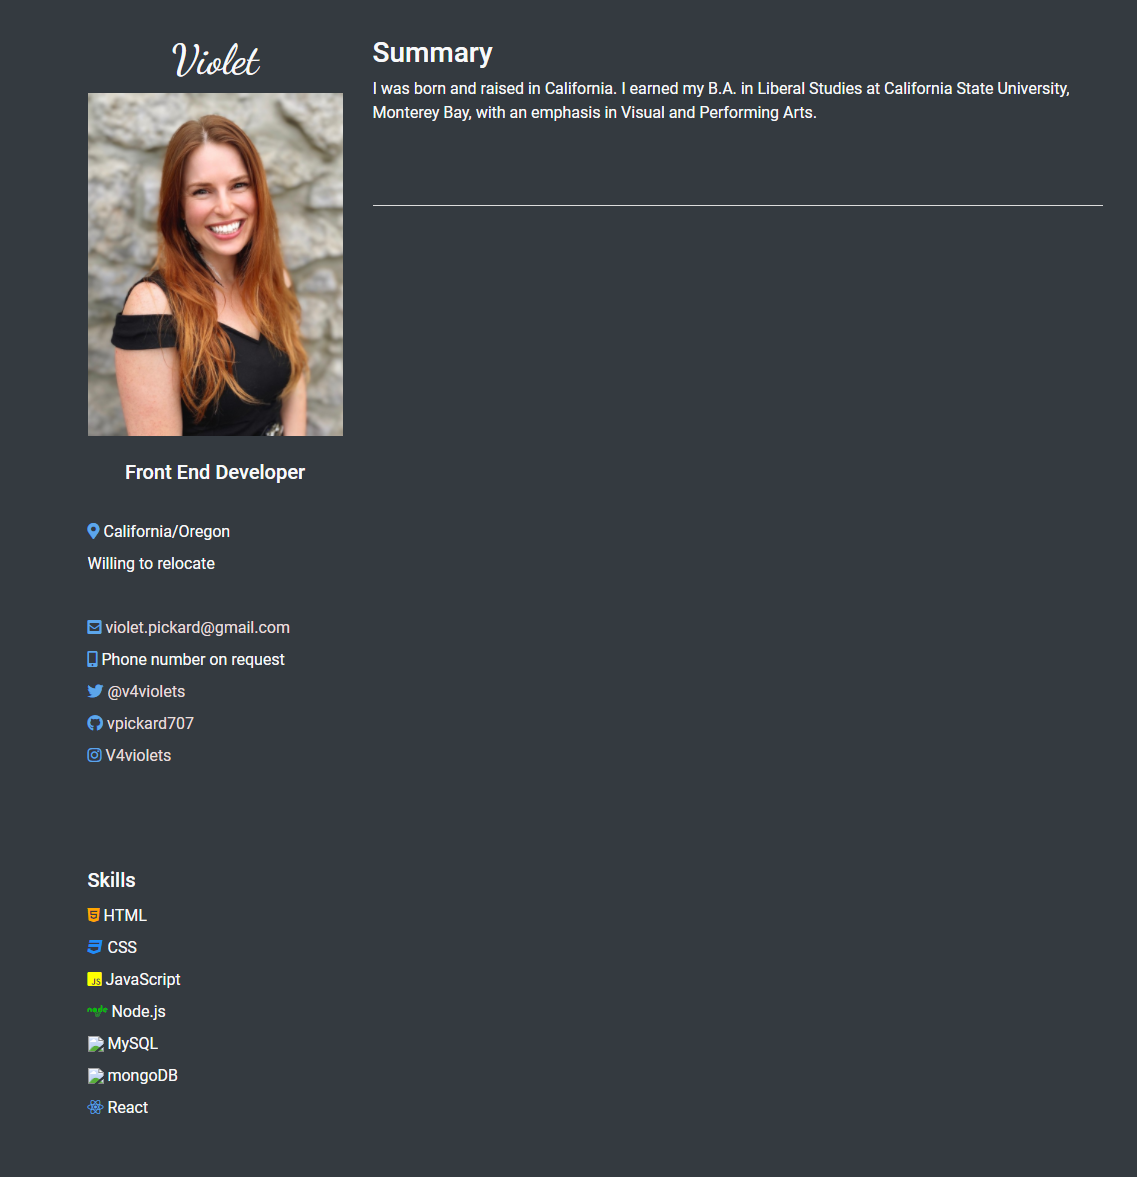 Violet
Front End Developer
California/Oregon
Willing to relocate
violet.pickard@gmail.com
Phone number on request
@v4violets
vpickard707
V4violets
Skills
HTML
CSS
JS JavaScript
node Node.js
MySQL
mongoDB
React
Summary
I was born and raised in California. I earned my B.A. in Liberal Studies at California State University,
Monterey Bay, with an emphasis in Visual and Performing Arts.